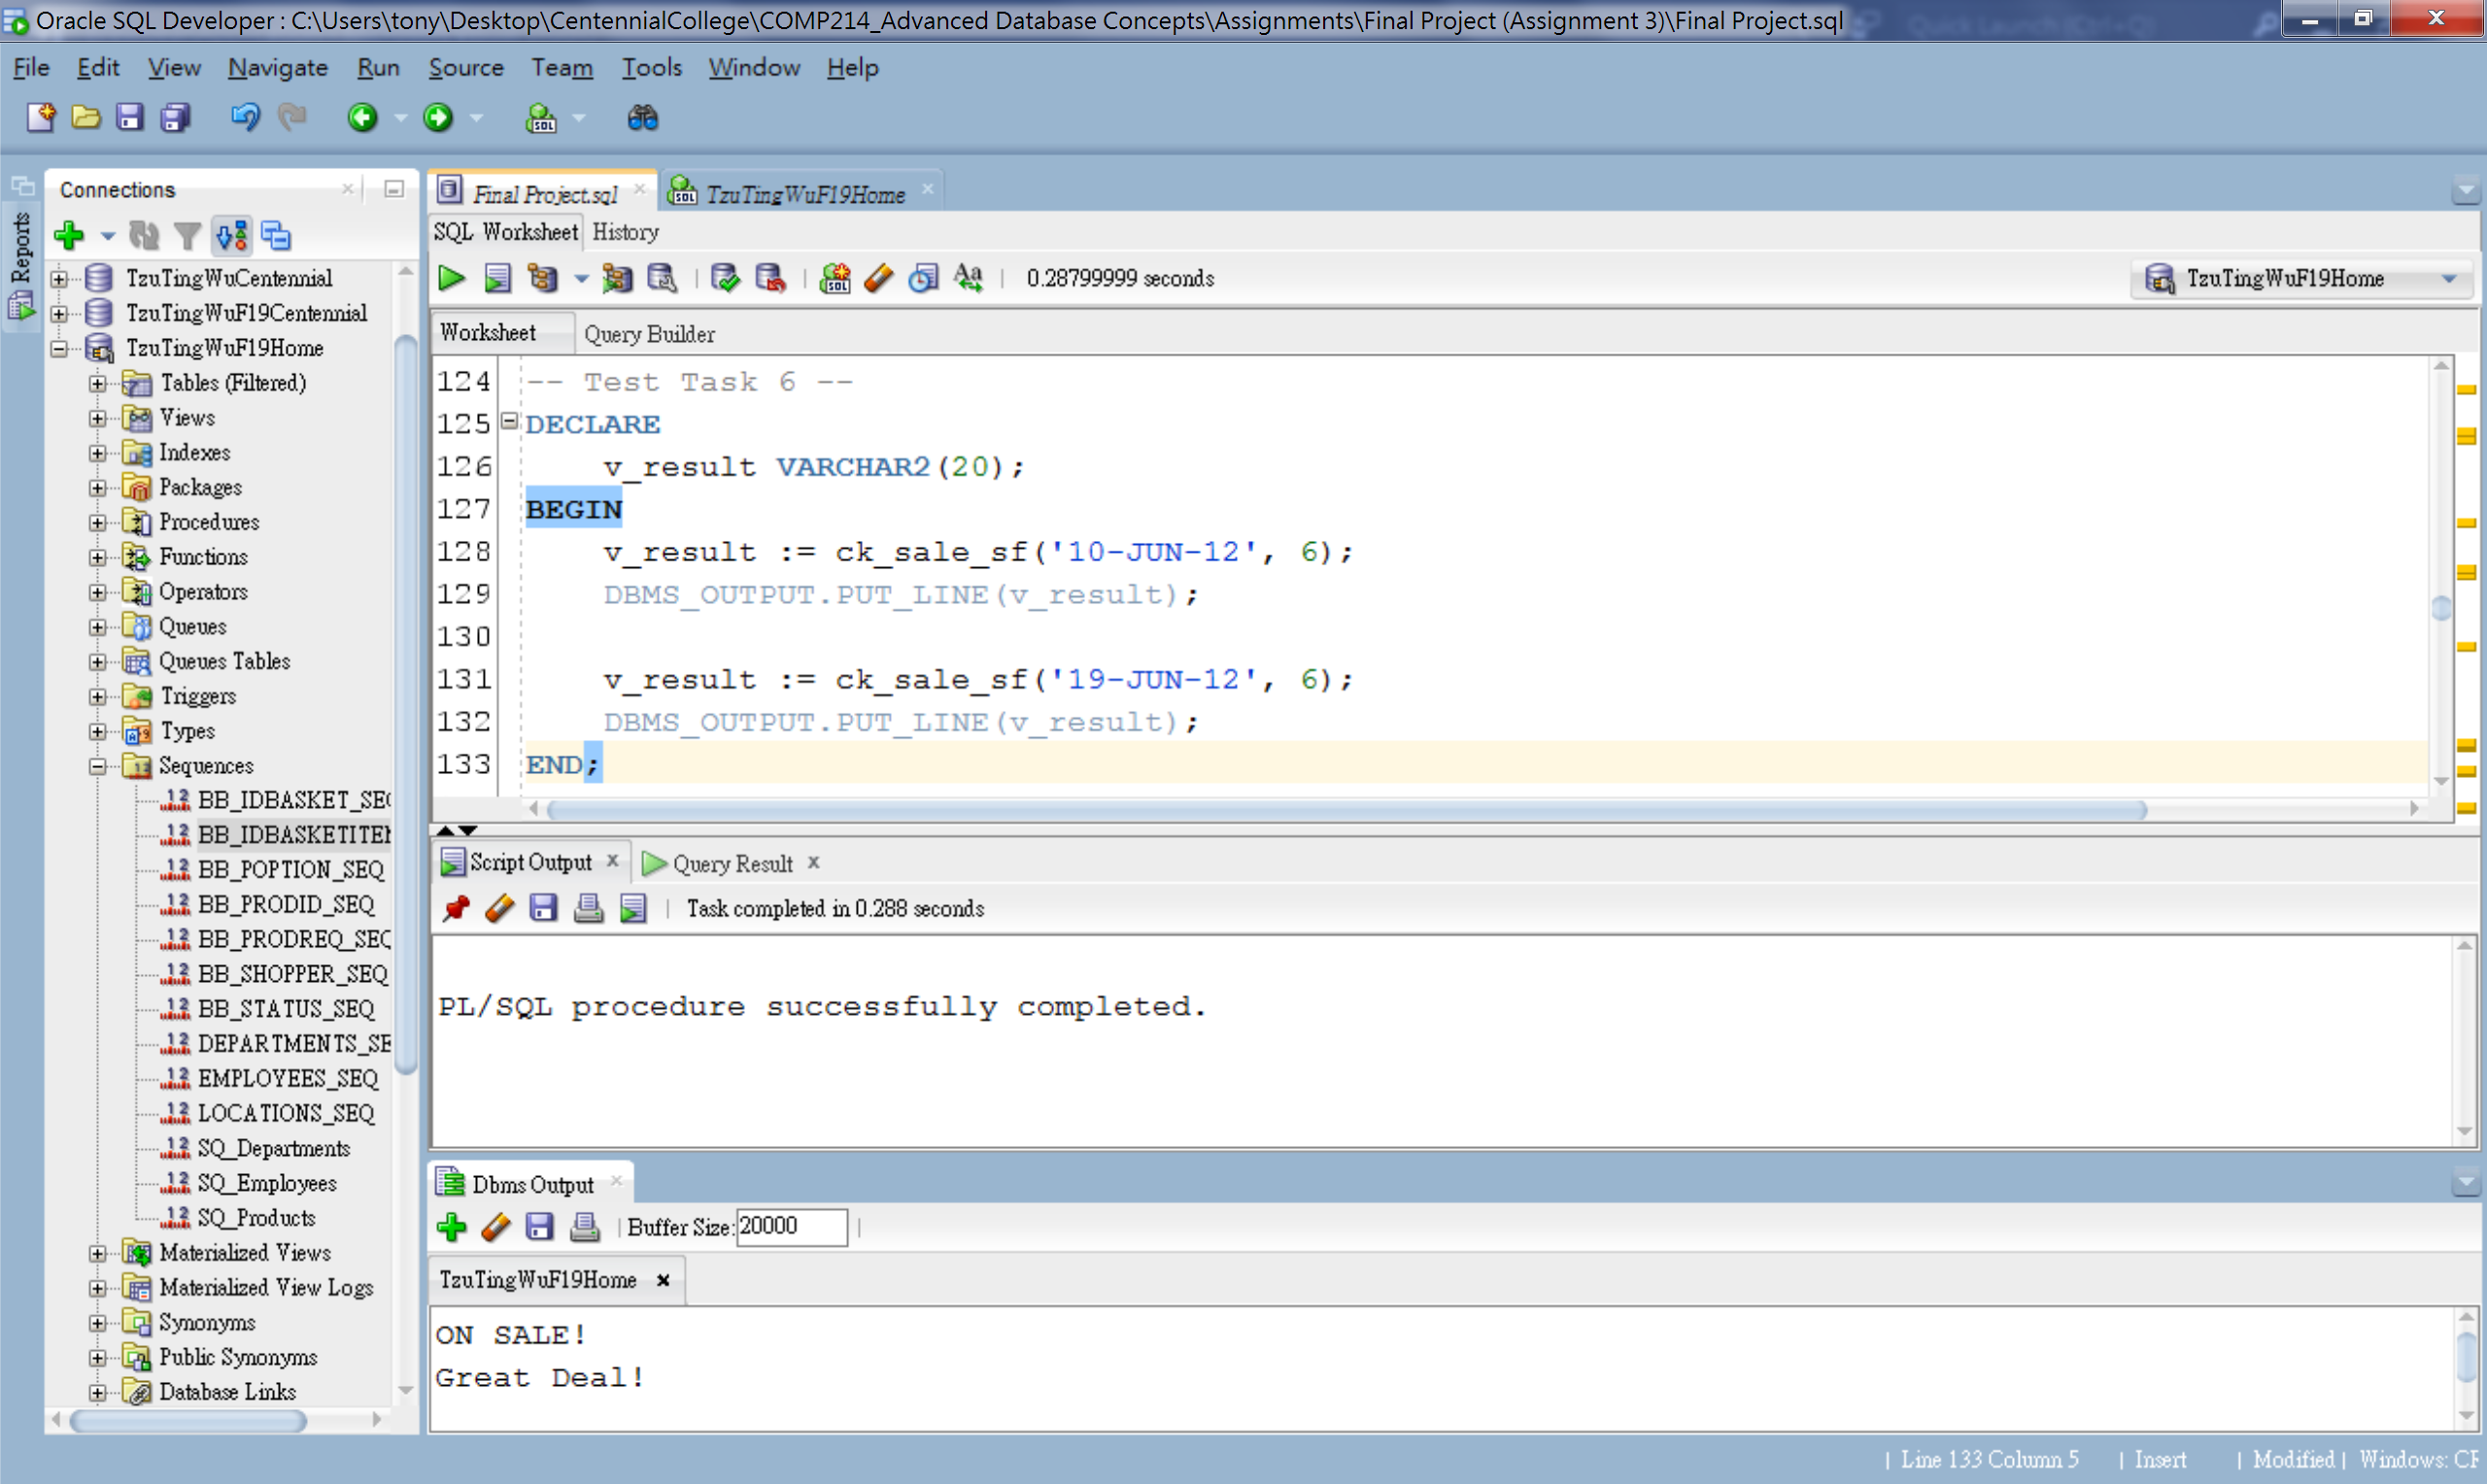 Oracle SQL Developer : C:\Users\tony\Desktop\CentennialCollege\COMP214_Advanced Database Concepts\Assignments\Final Project (Assignment 3)\Final Project.sql
File Edit View Navigate Run Source Team Tools Window Help
Reports
Connections
TzuTingWuCentennial
TzuTingWuF19Centennial
TzuTingWuF19Home
Tables (Filtered)
Views
Indexes
Packages
Procedures
Functions
Operators
Queues
Queues Tables
Triggers
Types
Sequences
BB_IDBASKET_SE
BB_IDBASKETITE
BB_POPTION_SEQ
BB_PRODID_SEQ
BB_PRODREQ_SEQ
BB_SHOPPER_SEQ
BB_STATUS_SEQ
DEPARTMENTS_SE
EMPLOYEES_SEQ
LOCATIONS_SEQ
SQ_Departments
SQ_Employees
SQ_Products
Materialized Views
Materialized View Logs
Synonyms
Public Synonyms
Database Links
Final Project.sql TzuTingWuF19Home
SQL Worksheet History
0.28799999 seconds TzuTingWuF19Home
Worksheet Query Builder
124 -- Test Task 6 --
125 DECLARE
126 v_result VARCHAR2(20);
127 BEGIN
128 v_result := ck_sale_sf('10-JUN-12', 6);
129 DBMS_OUTPUT.PUT_LINE(v_result);
130
131 v_result := ck_sale_sf('19-JUN-12', 6);
132 DBMS_OUTPUT.PUT_LINE(v_result);
133 END;
Script Output Query Result
Task completed in 0.288 seconds
PL/SQL procedure successfully completed.
Dbms Output
Buffer Size: 20000
TzuTingWuF19Home
ON SALE!
Great Deal!
Line 133 Column 5 | Insert | Modified | Windows: CF